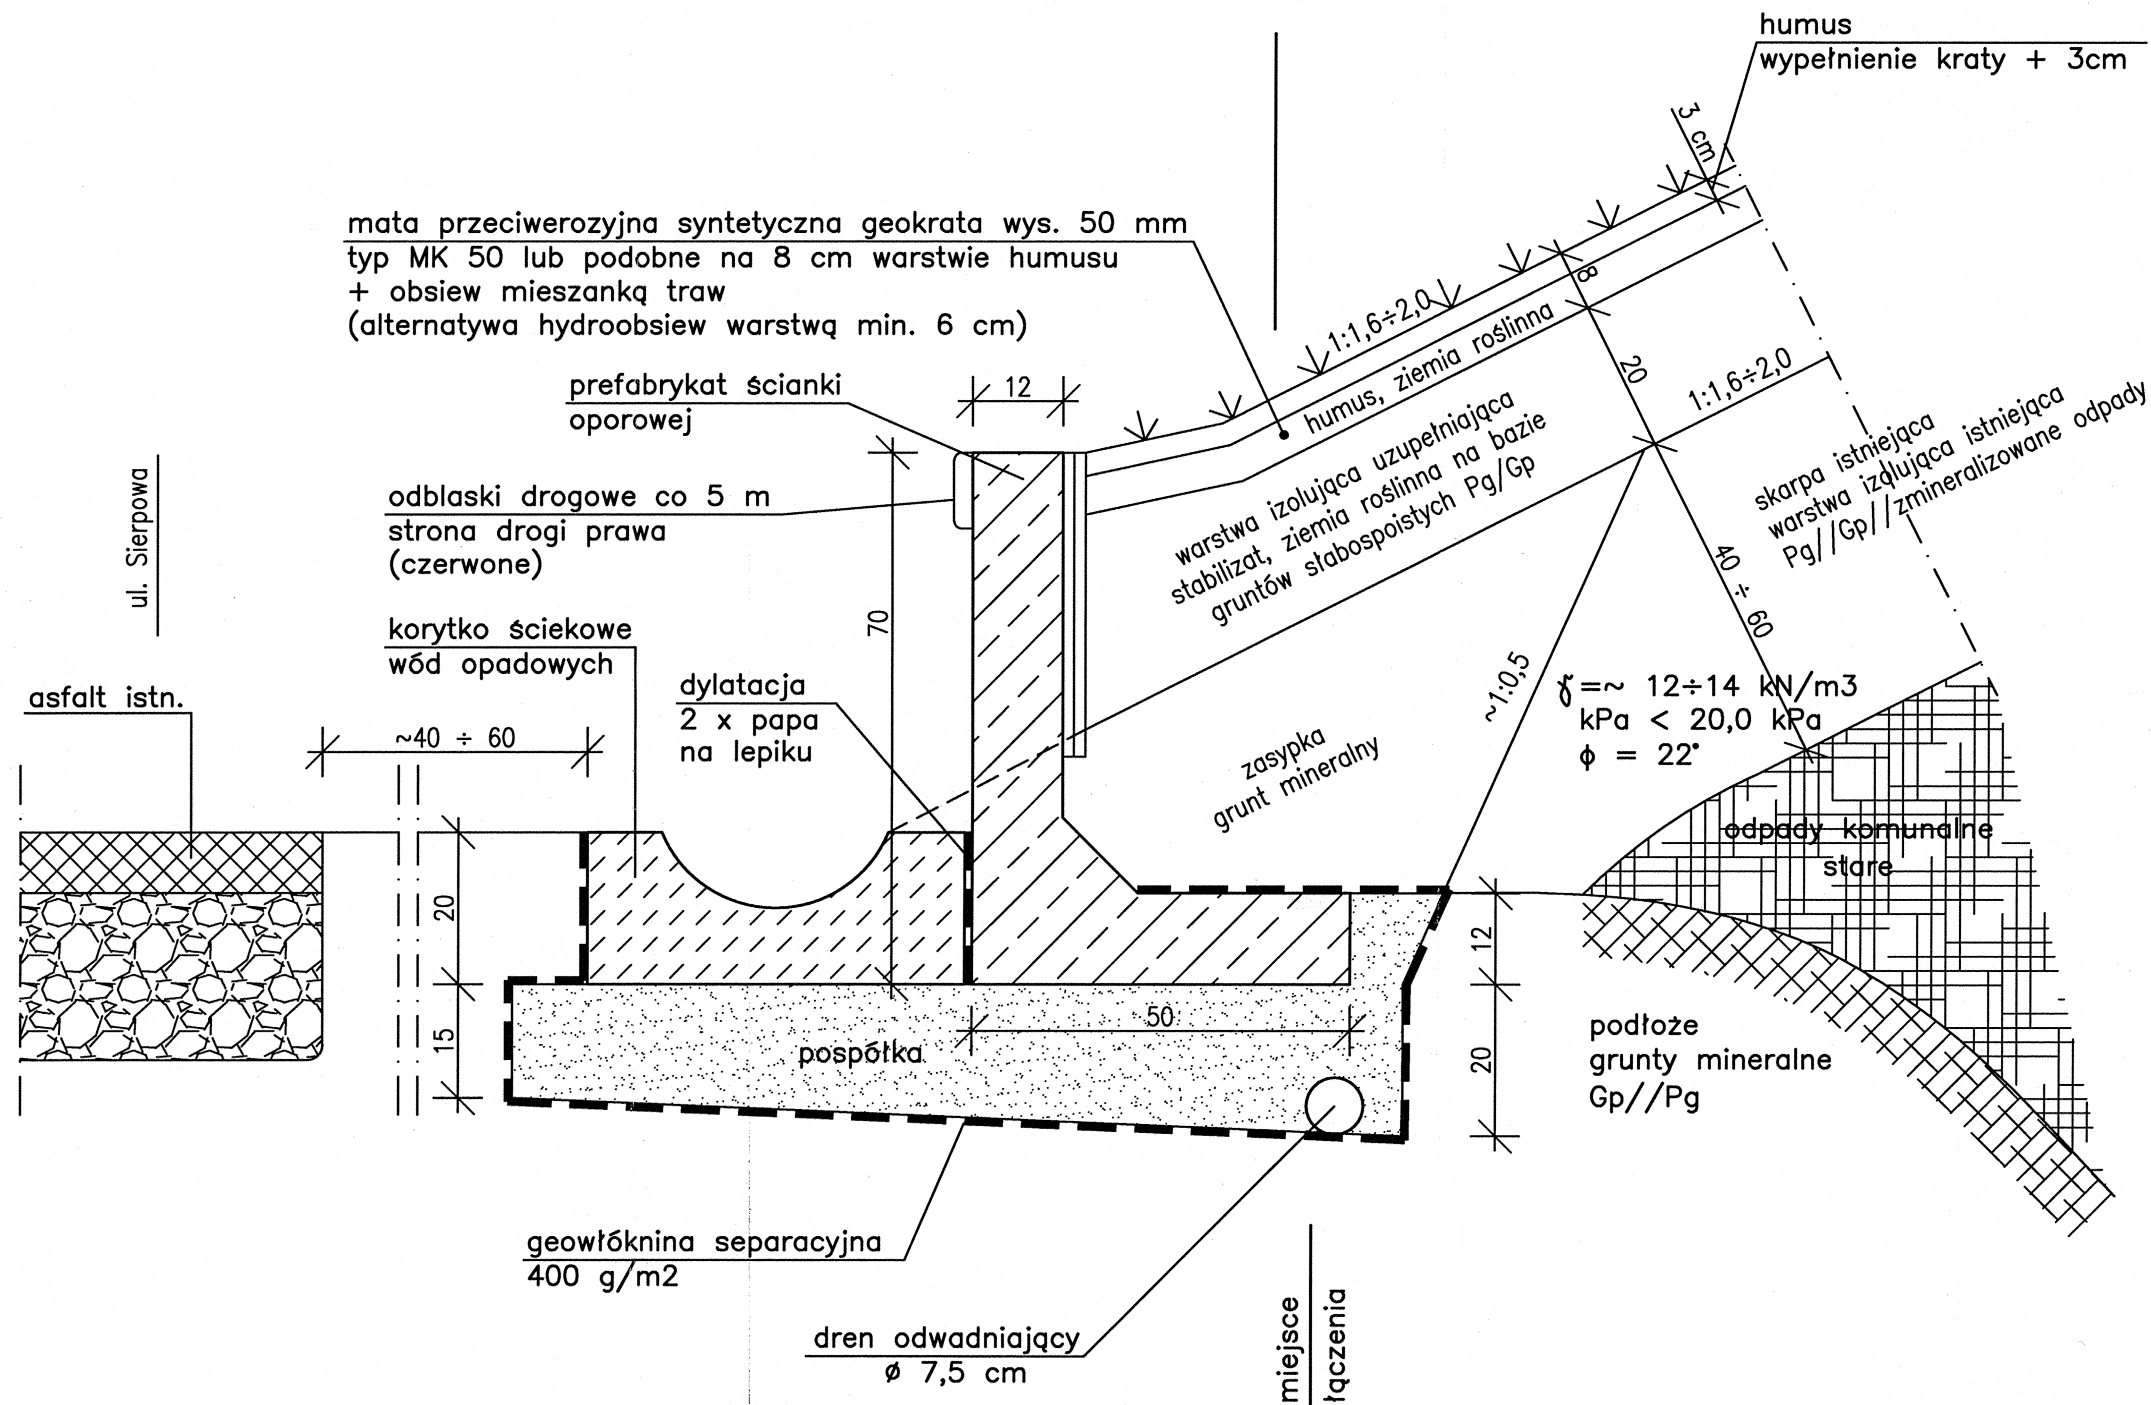 humus
wypełnienie kraty + 3cm
3 cm
mata przeciwerozyjna syntetyczna geokrata wys. 50 mm
typ MK 50 lub podobne na 8 cm warstwie humusu
+ obsiew mieszanką traw
(alternatywa hydroobsiew warstwą min. 6 cm)
8
1:1,6÷2,0
humus, ziemia roślinna
20
1:1,6÷2,0
prefabrykat ścianki
oporowej
12
warstwa izolująca uzupełniająca
stabilizat, ziemia roślinna na bazie
gruntów słabospoistych Pg/Gp
skarpa istniejąca
warstwa izolująca istniejąca
Pg//Gp//zmineralizowane odpady
ul. Sierpowa
odblaski drogowe co 5 m
strona drogi prawa
(czerwone)
70
40 ÷ 60
korytko ściekowe
wód opadowych
dylatacja
2 x papa
na lepiku
asfalt istn.
~40 ÷ 60
~1:0,5
γ=~ 12÷14 kN/m3
kPa < 20,0 kPa
ϕ = 22°
zasypka
grunt mineralny
odpady komunalne
stare
20
12
15
50
20
pospółka
podłoże
grunty mineralne
Gp//Pg
geowłóknina separacyjna
400 g/m2
dren odwadniający
ø 7,5 cm
miejsce
łączenia